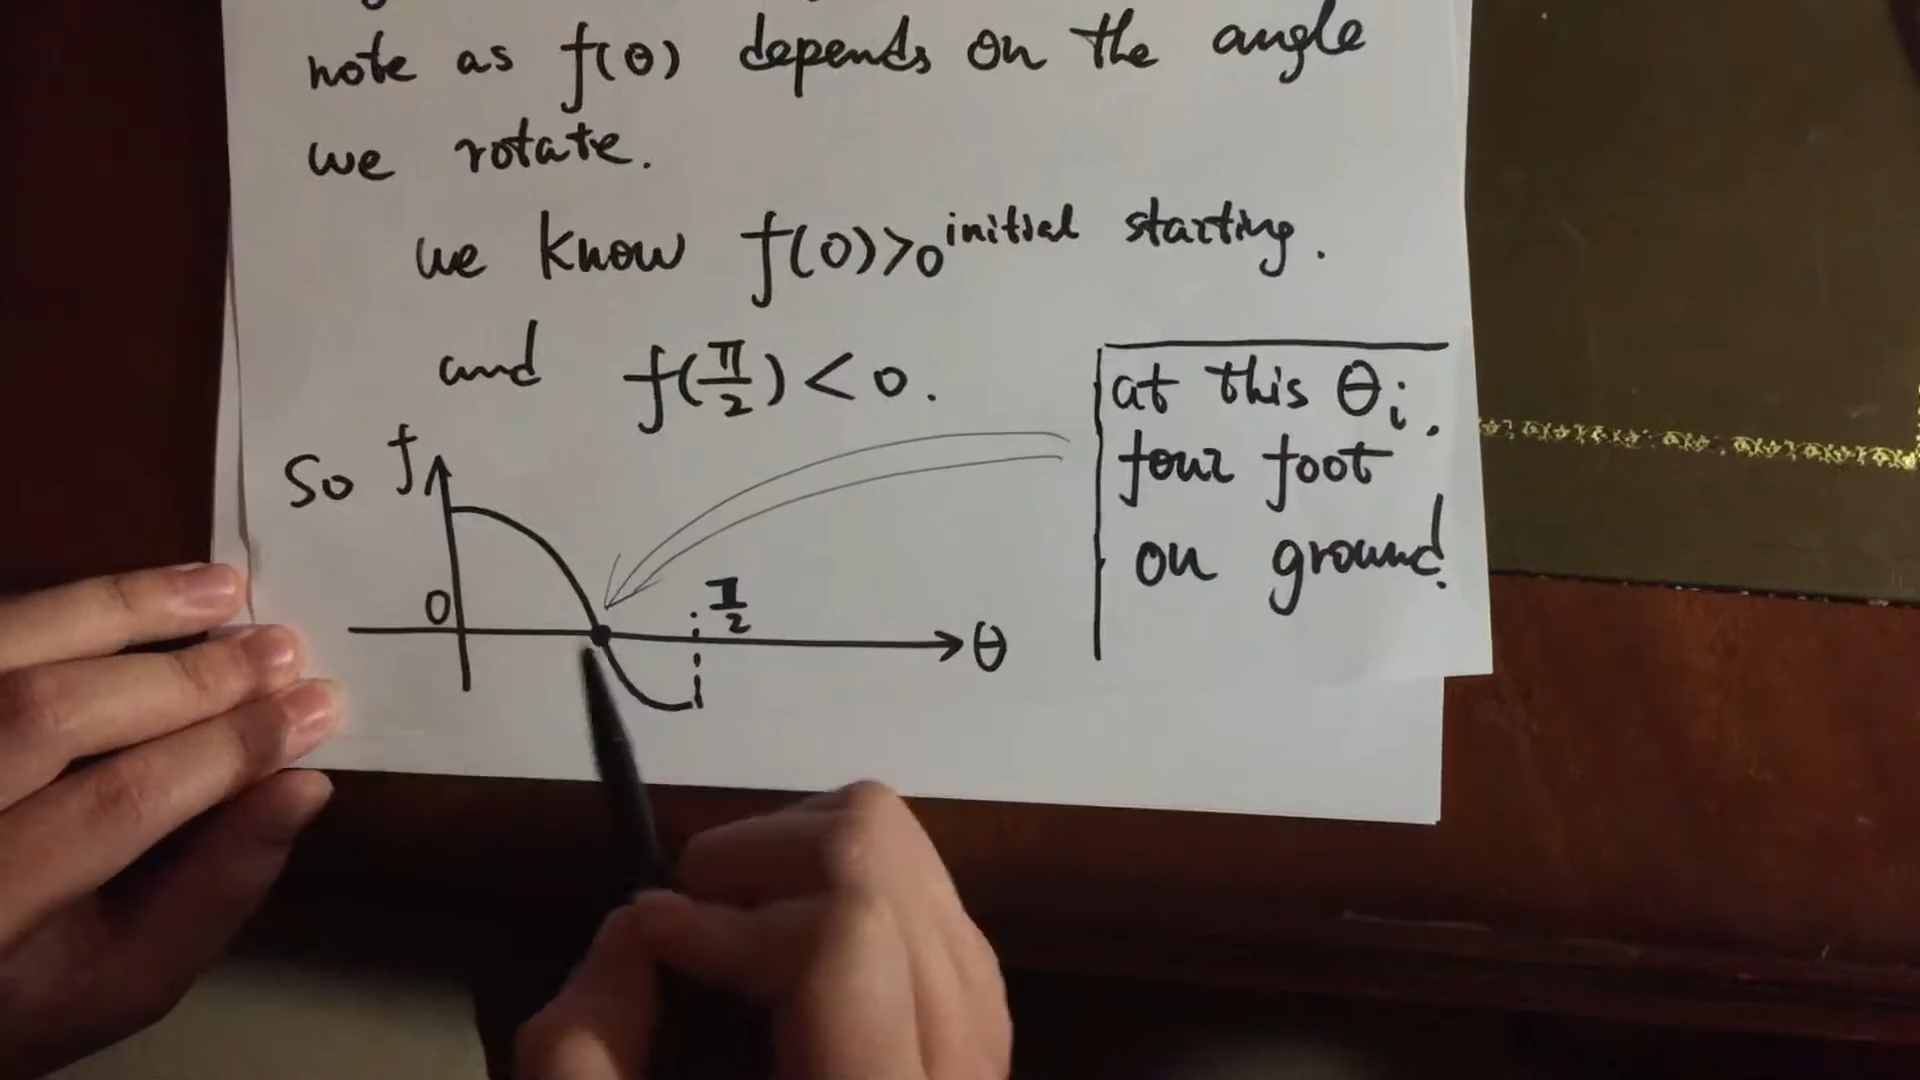 note as f(θ) depends on the angle
we rotate.
we know f(0)>0 initial starting.
and f(π/2) < 0.
So f
0
π/2
θ
at this θi.
four foot
on ground.